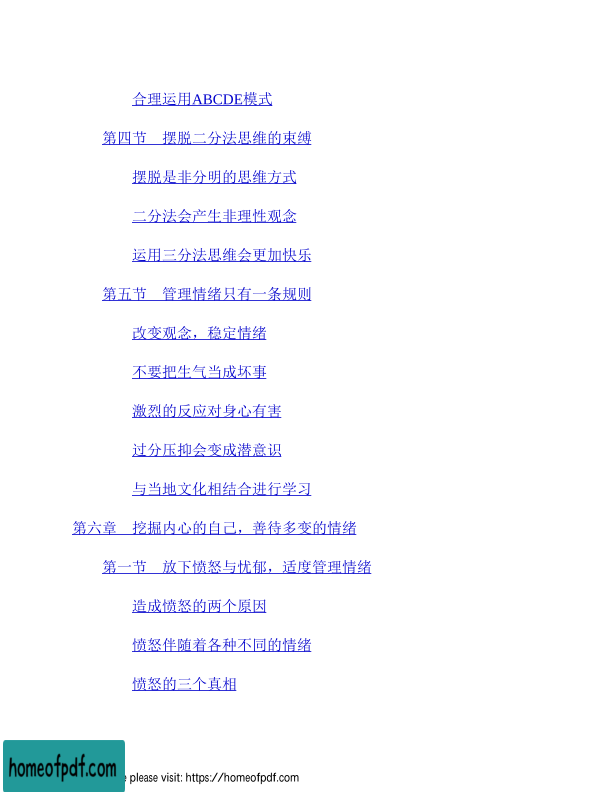 合理运用ABCDE模式
第四节　摆脱二分法思维的束缚
摆脱是非分明的思维方式
二分法会产生非理性观念
运用三分法思维会更加快乐
第五节　管理情绪只有一条规则
改变观念，稳定情绪
不要把生气当成坏事
激烈的反应对身心有害
过分压抑会变成潜意识
与当地文化相结合进行学习
第六章　挖掘内心的自己，善待多变的情绪
第一节　放下愤怒与忧郁，适度管理情绪
造成愤怒的两个原因
愤怒伴随着各种不同的情绪
愤怒的三个真相
homeofpdf.com
please visit: https://homeofpdf.com